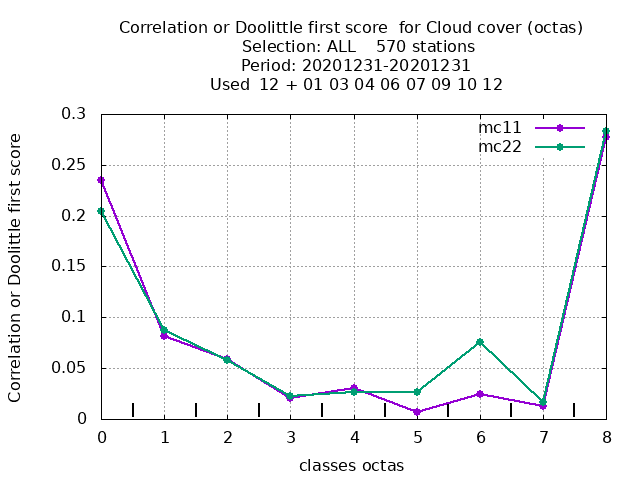 Correlation or Doolittle first score  for Cloud cover (octas)
Selection: ALL    570 stations
Period: 20201231-20201231
Used  12 + 01 03 04 06 07 09 10 12
mc11
mc22
Correlation or Doolittle first score
0.3
0.25
0.2
0.15
0.1
0.05
0
0 1 2 3 4 5 6 7 8
classes octas